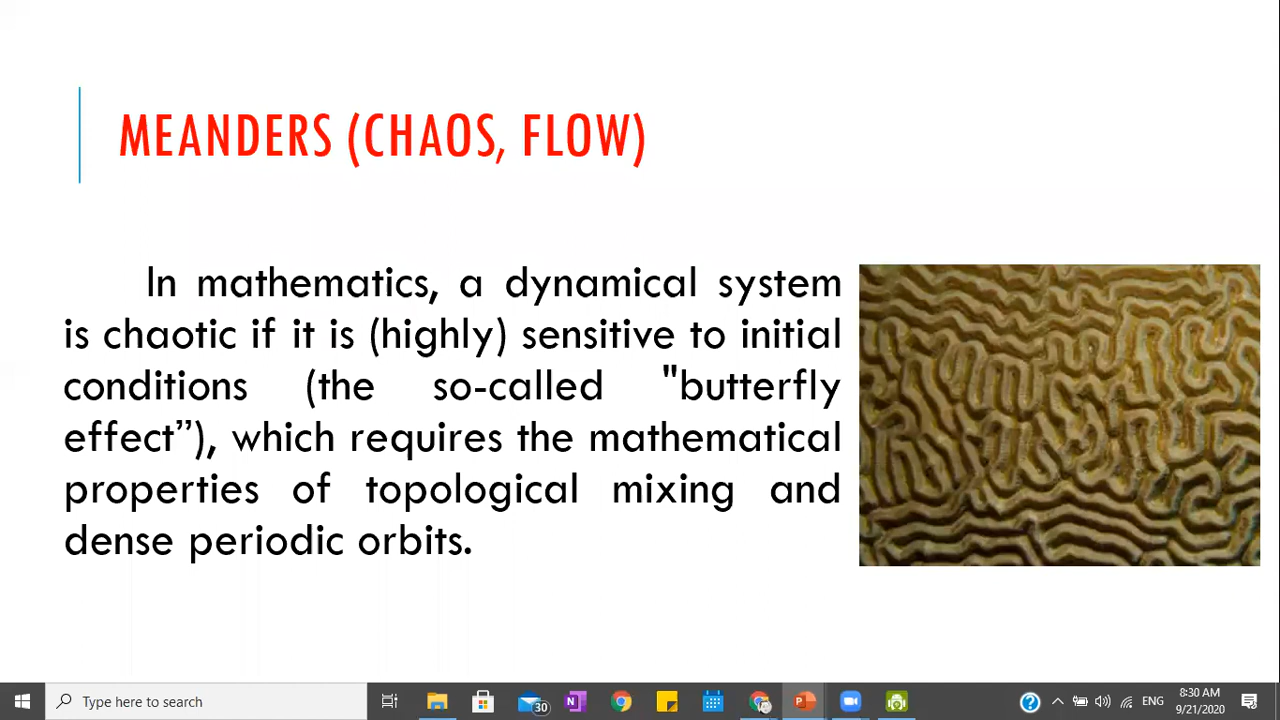 MEANDERS (CHAOS, FLOW)
In mathematics, a dynamical system
is chaotic if it is (highly) sensitive to initial
conditions (the so-called "butterfly
effect”), which requires the mathematical
properties of topological mixing and
dense periodic orbits.
Type here to search
30
N
P
?
ENG
8:30 AM
9/21/2020